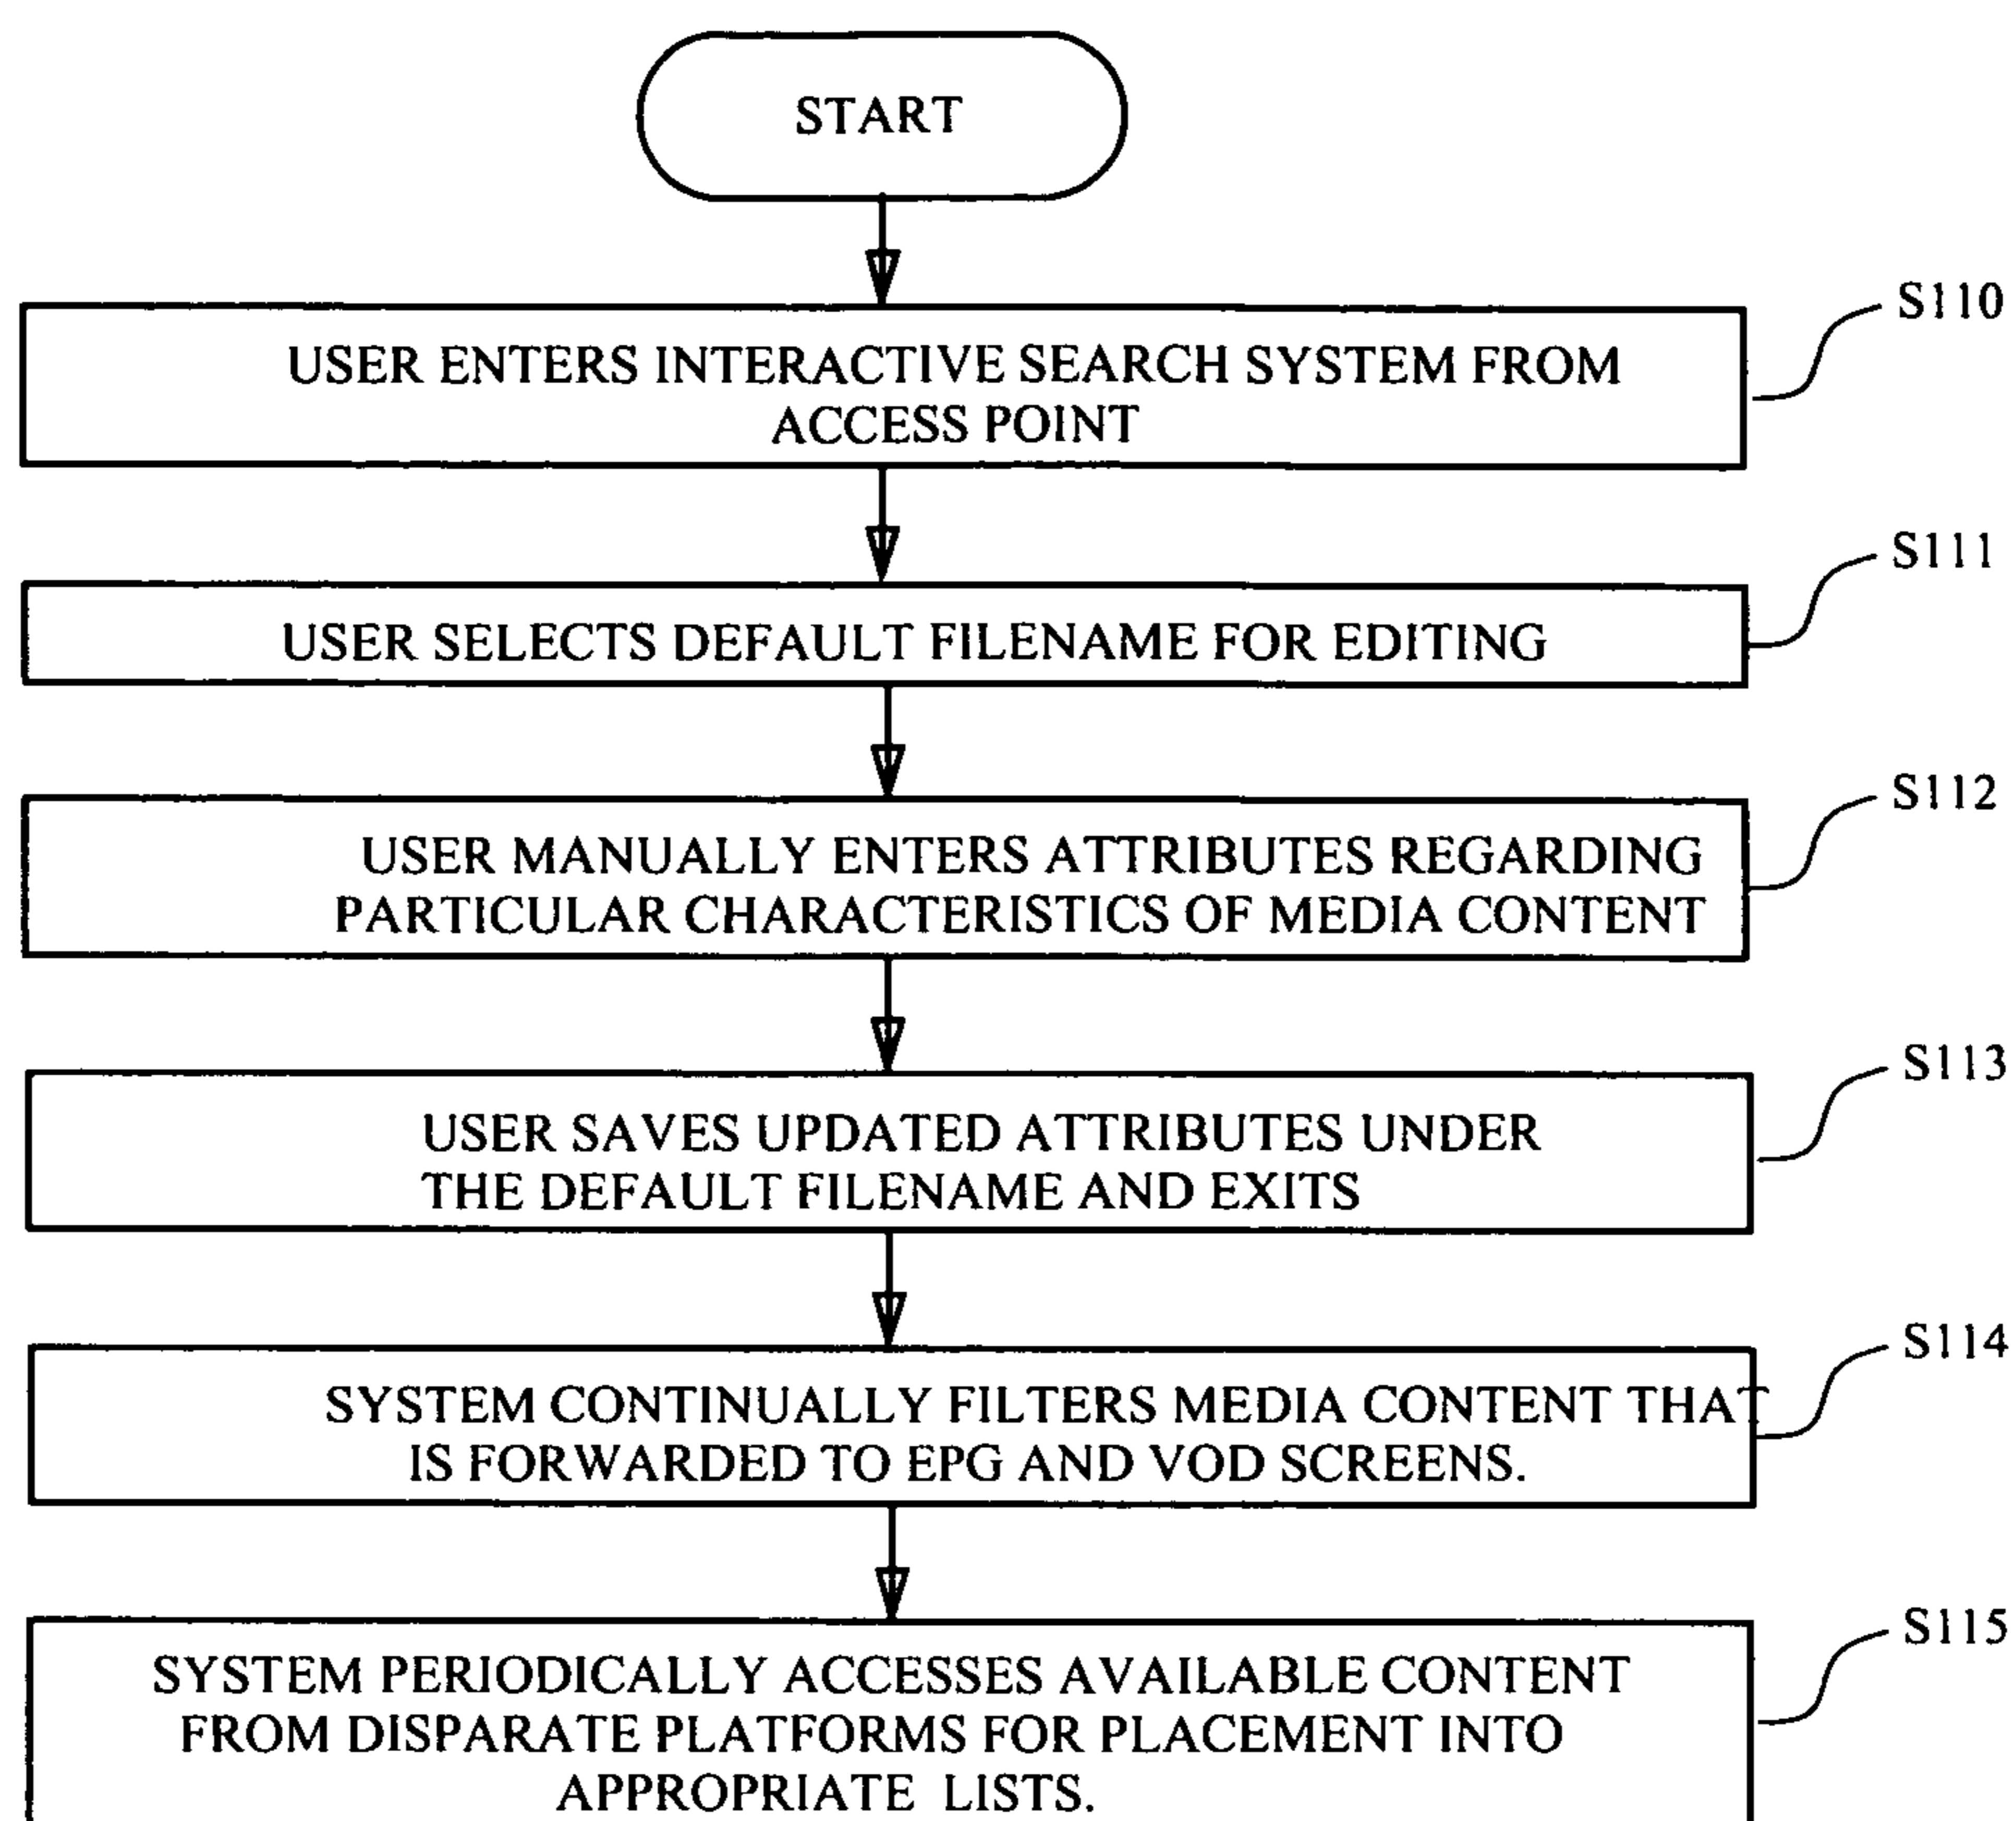 START
S110
USER ENTERS INTERACTIVE SEARCH SYSTEM FROM
ACCESS POINT
S111
USER SELECTS DEFAULT FILENAME FOR EDITING
S112
USER MANUALLY ENTERS ATTRIBUTES REGARDING
PARTICULAR CHARACTERISTICS OF MEDIA CONTENT
S113
USER SAVES UPDATED ATTRIBUTES UNDER
THE DEFAULT FILENAME AND EXITS
S114
SYSTEM CONTINUALLY FILTERS MEDIA CONTENT THAT
IS FORWARDED TO EPG AND VOD SCREENS.
S115
SYSTEM PERIODICALLY ACCESSES AVAILABLE CONTENT
FROM DISPARATE PLATFORMS FOR PLACEMENT INTO
APPROPRIATE LISTS.